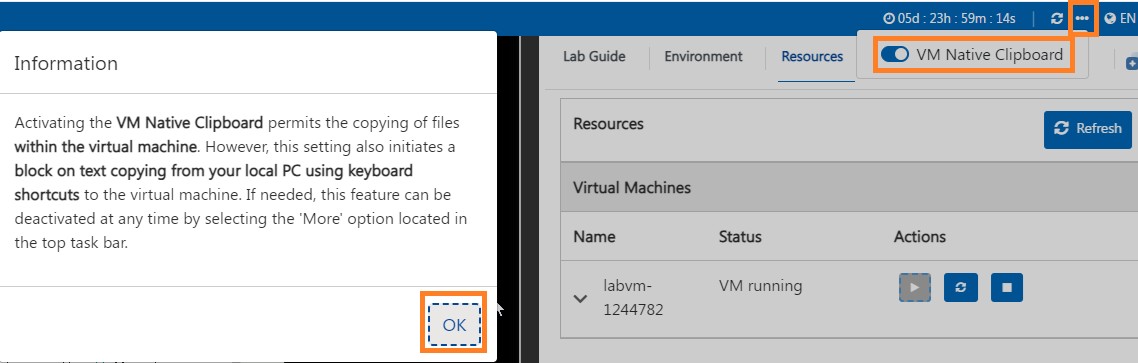 05d : 23h : 59m : 14s
EN
Information
Activating the VM Native Clipboard permits the copying of files
within the virtual machine. However, this setting also initiates a
block on text copying from your local PC using keyboard
shortcuts to the virtual machine. If needed, this feature can be
deactivated at any time by selecting the 'More' option located in
the top task bar.
OK
Lab Guide
Environment
Resources
VM Native Clipboard
Resources
Refresh
Virtual Machines
Name
Status
Actions
labvm-
1244782
VM running